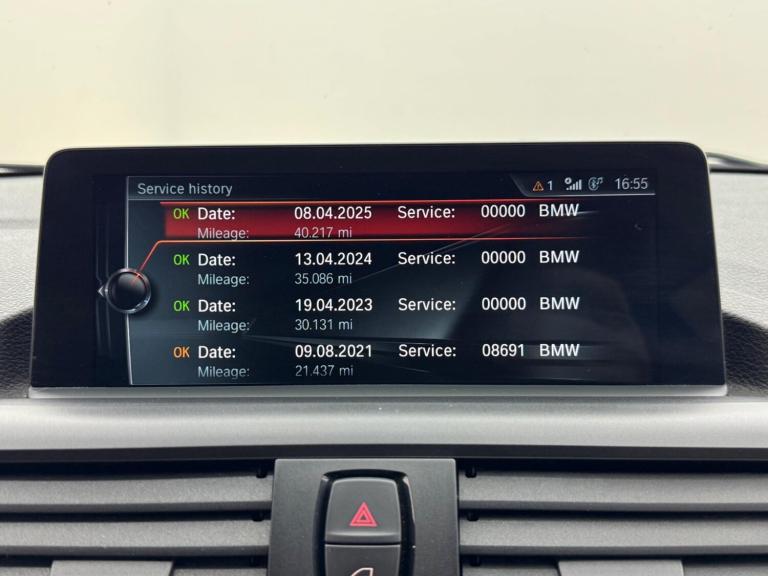 Service history
1 16:55
OK Date: 08.04.2025 Service: 00000 BMW
Mileage: 40.217 mi
OK Date: 13.04.2024 Service: 00000 BMW
Mileage: 35.086 mi
OK Date: 19.04.2023 Service: 00000 BMW
Mileage: 30.131 mi
OK Date: 09.08.2021 Service: 08691 BMW
Mileage: 21.437 mi